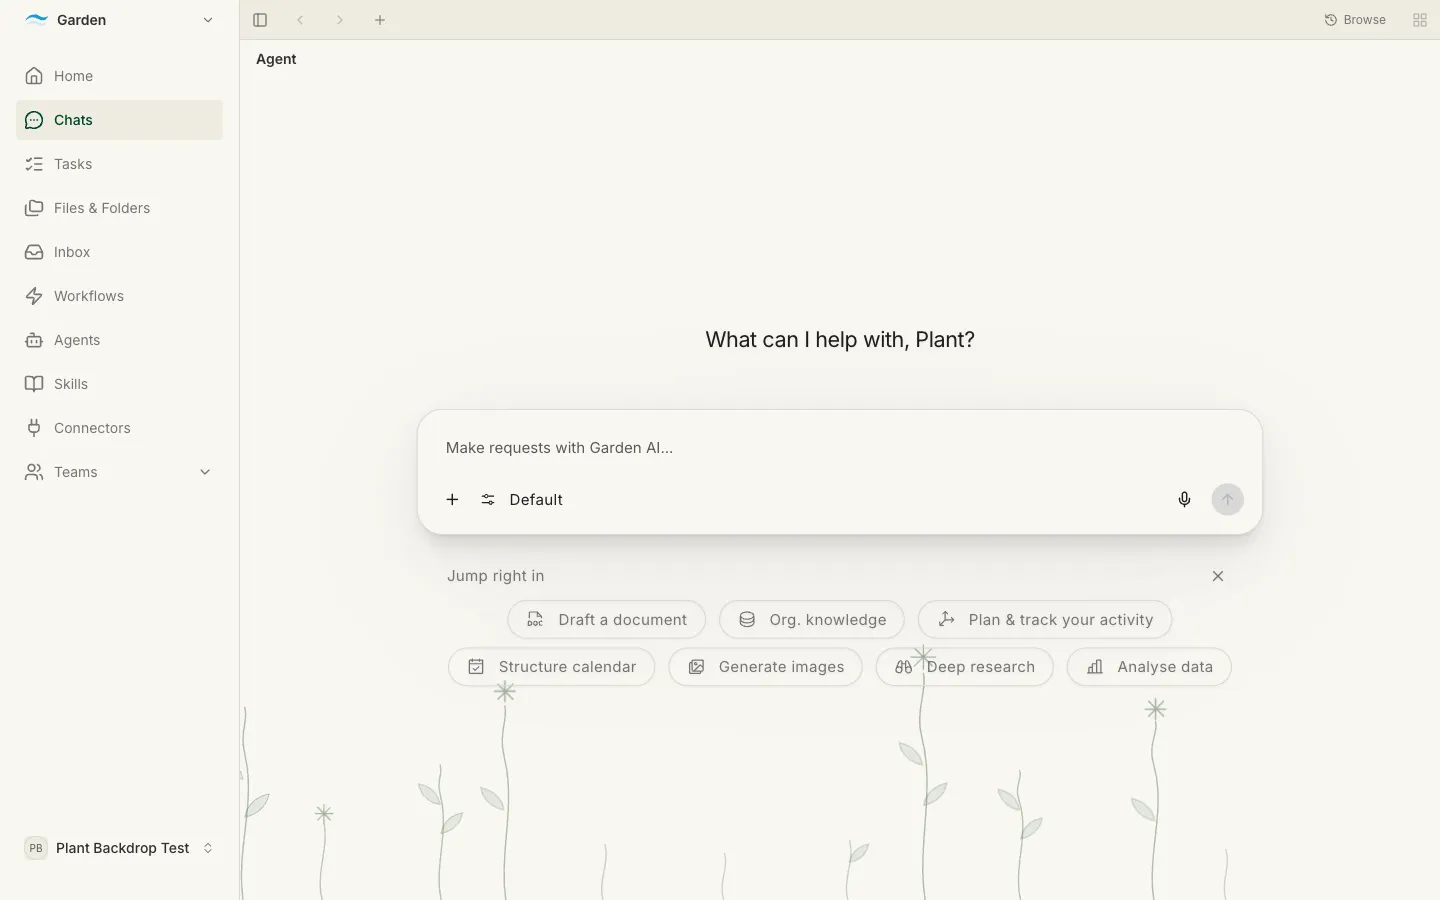 Garden
Browse
Agent
Home
Chats
Tasks
Files & Folders
Inbox
Workflows
Agents
Skills
Connectors
Teams
What can I help with, Plant?
Make requests with Garden AI...
Default
Jump right in
DOC
Draft a document
Org. knowledge
Plan & track your activity
Structure calendar
Generate images
Deep research
Analyse data
PB
Plant Backdrop Test